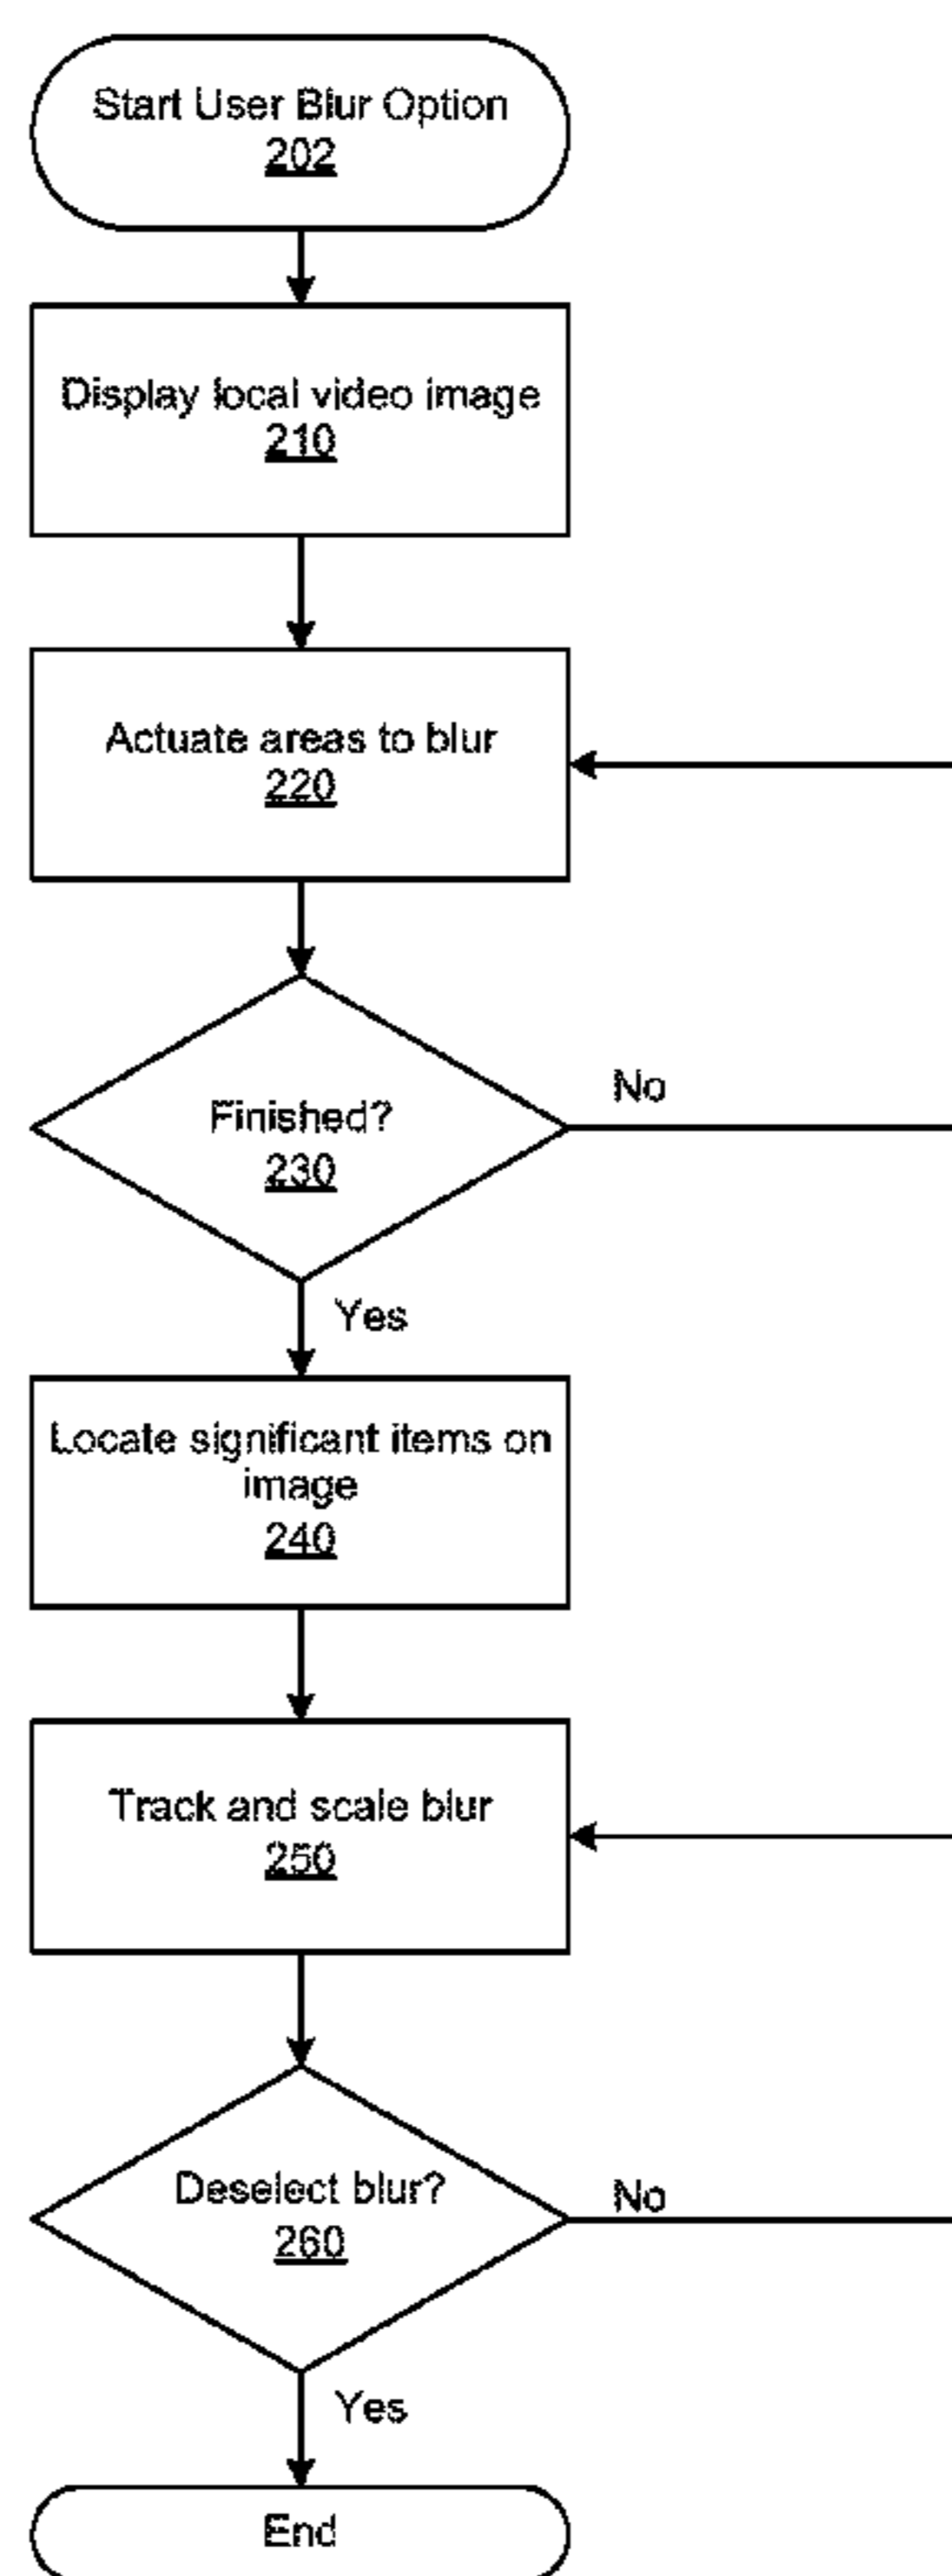 Start User Blur Option
202
Display local video image
210
Actuate areas to blur
220
Finished?
230
No
Yes
Locate significant items on
image
240
Track and scale blur
250
Deselect blur?
260
No
Yes
End